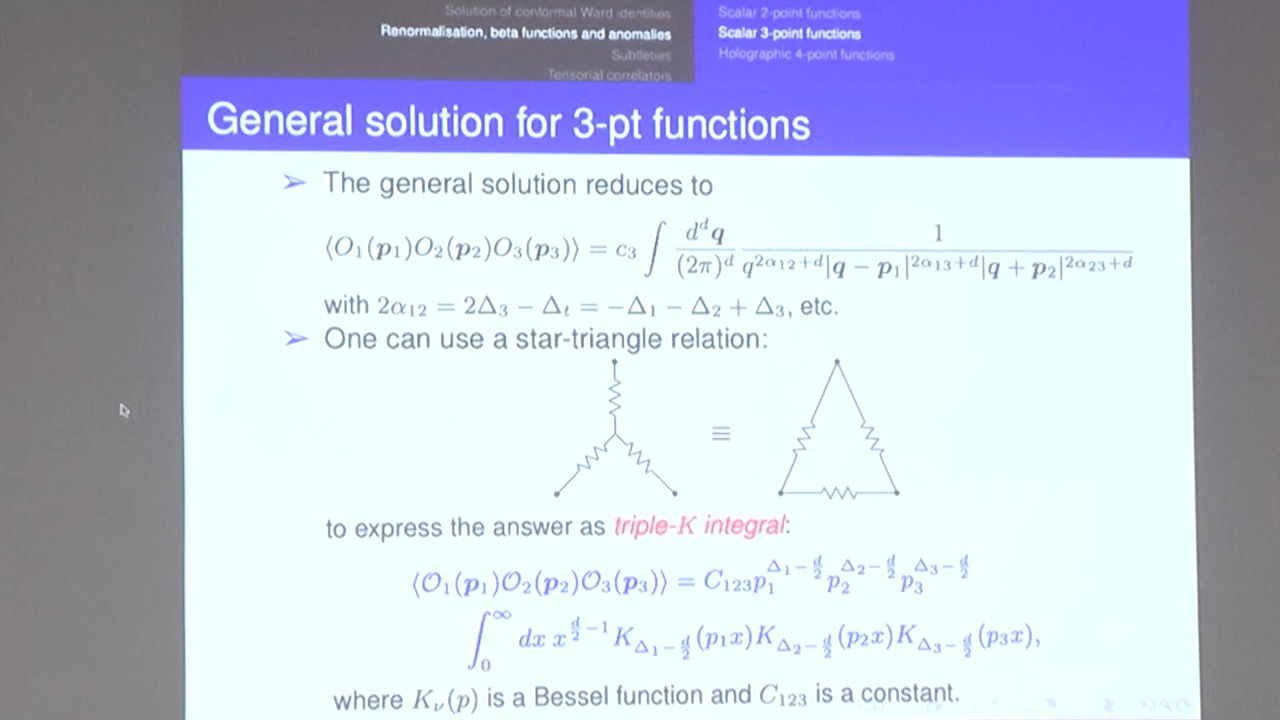 Solution of conformal Ward identities
Renormalisation, beta functions and anomalies
Subtleties
Tensorial correlators
Scalar 2-point functions
Scalar 3-point functions
Holographic 4-point functions
General solution for 3-pt functions
➢ The general solution reduces to
⟨O₁(p₁)O₂(p₂)O₃(p₃)⟩ = c₃ ∫ d^d q / (2π)^d 1 / (q^{2α₁₂+d}|q − p₁|^{2α₁₃+d}|q + p₂|^{2α₂₃+d})
with 2α₁₂ = 2Δ₃ − Δ_t = −Δ₁ − Δ₂ + Δ₃, etc.
➢ One can use a star-triangle relation:
≡
to express the answer as triple-K integral:
⟨O₁(p₁)O₂(p₂)O₃(p₃)⟩ = C₁₂₃ p₁^{Δ₁−d/2} p₂^{Δ₂−d/2} p₃^{Δ₃−d/2}
∫₀^∞ dx x^{d/2−1} K_{Δ₁−d/2}(p₁x) K_{Δ₂−d/2}(p₂x) K_{Δ₃−d/2}(p₃x),
where K_ν(p) is a Bessel function and C₁₂₃ is a constant.